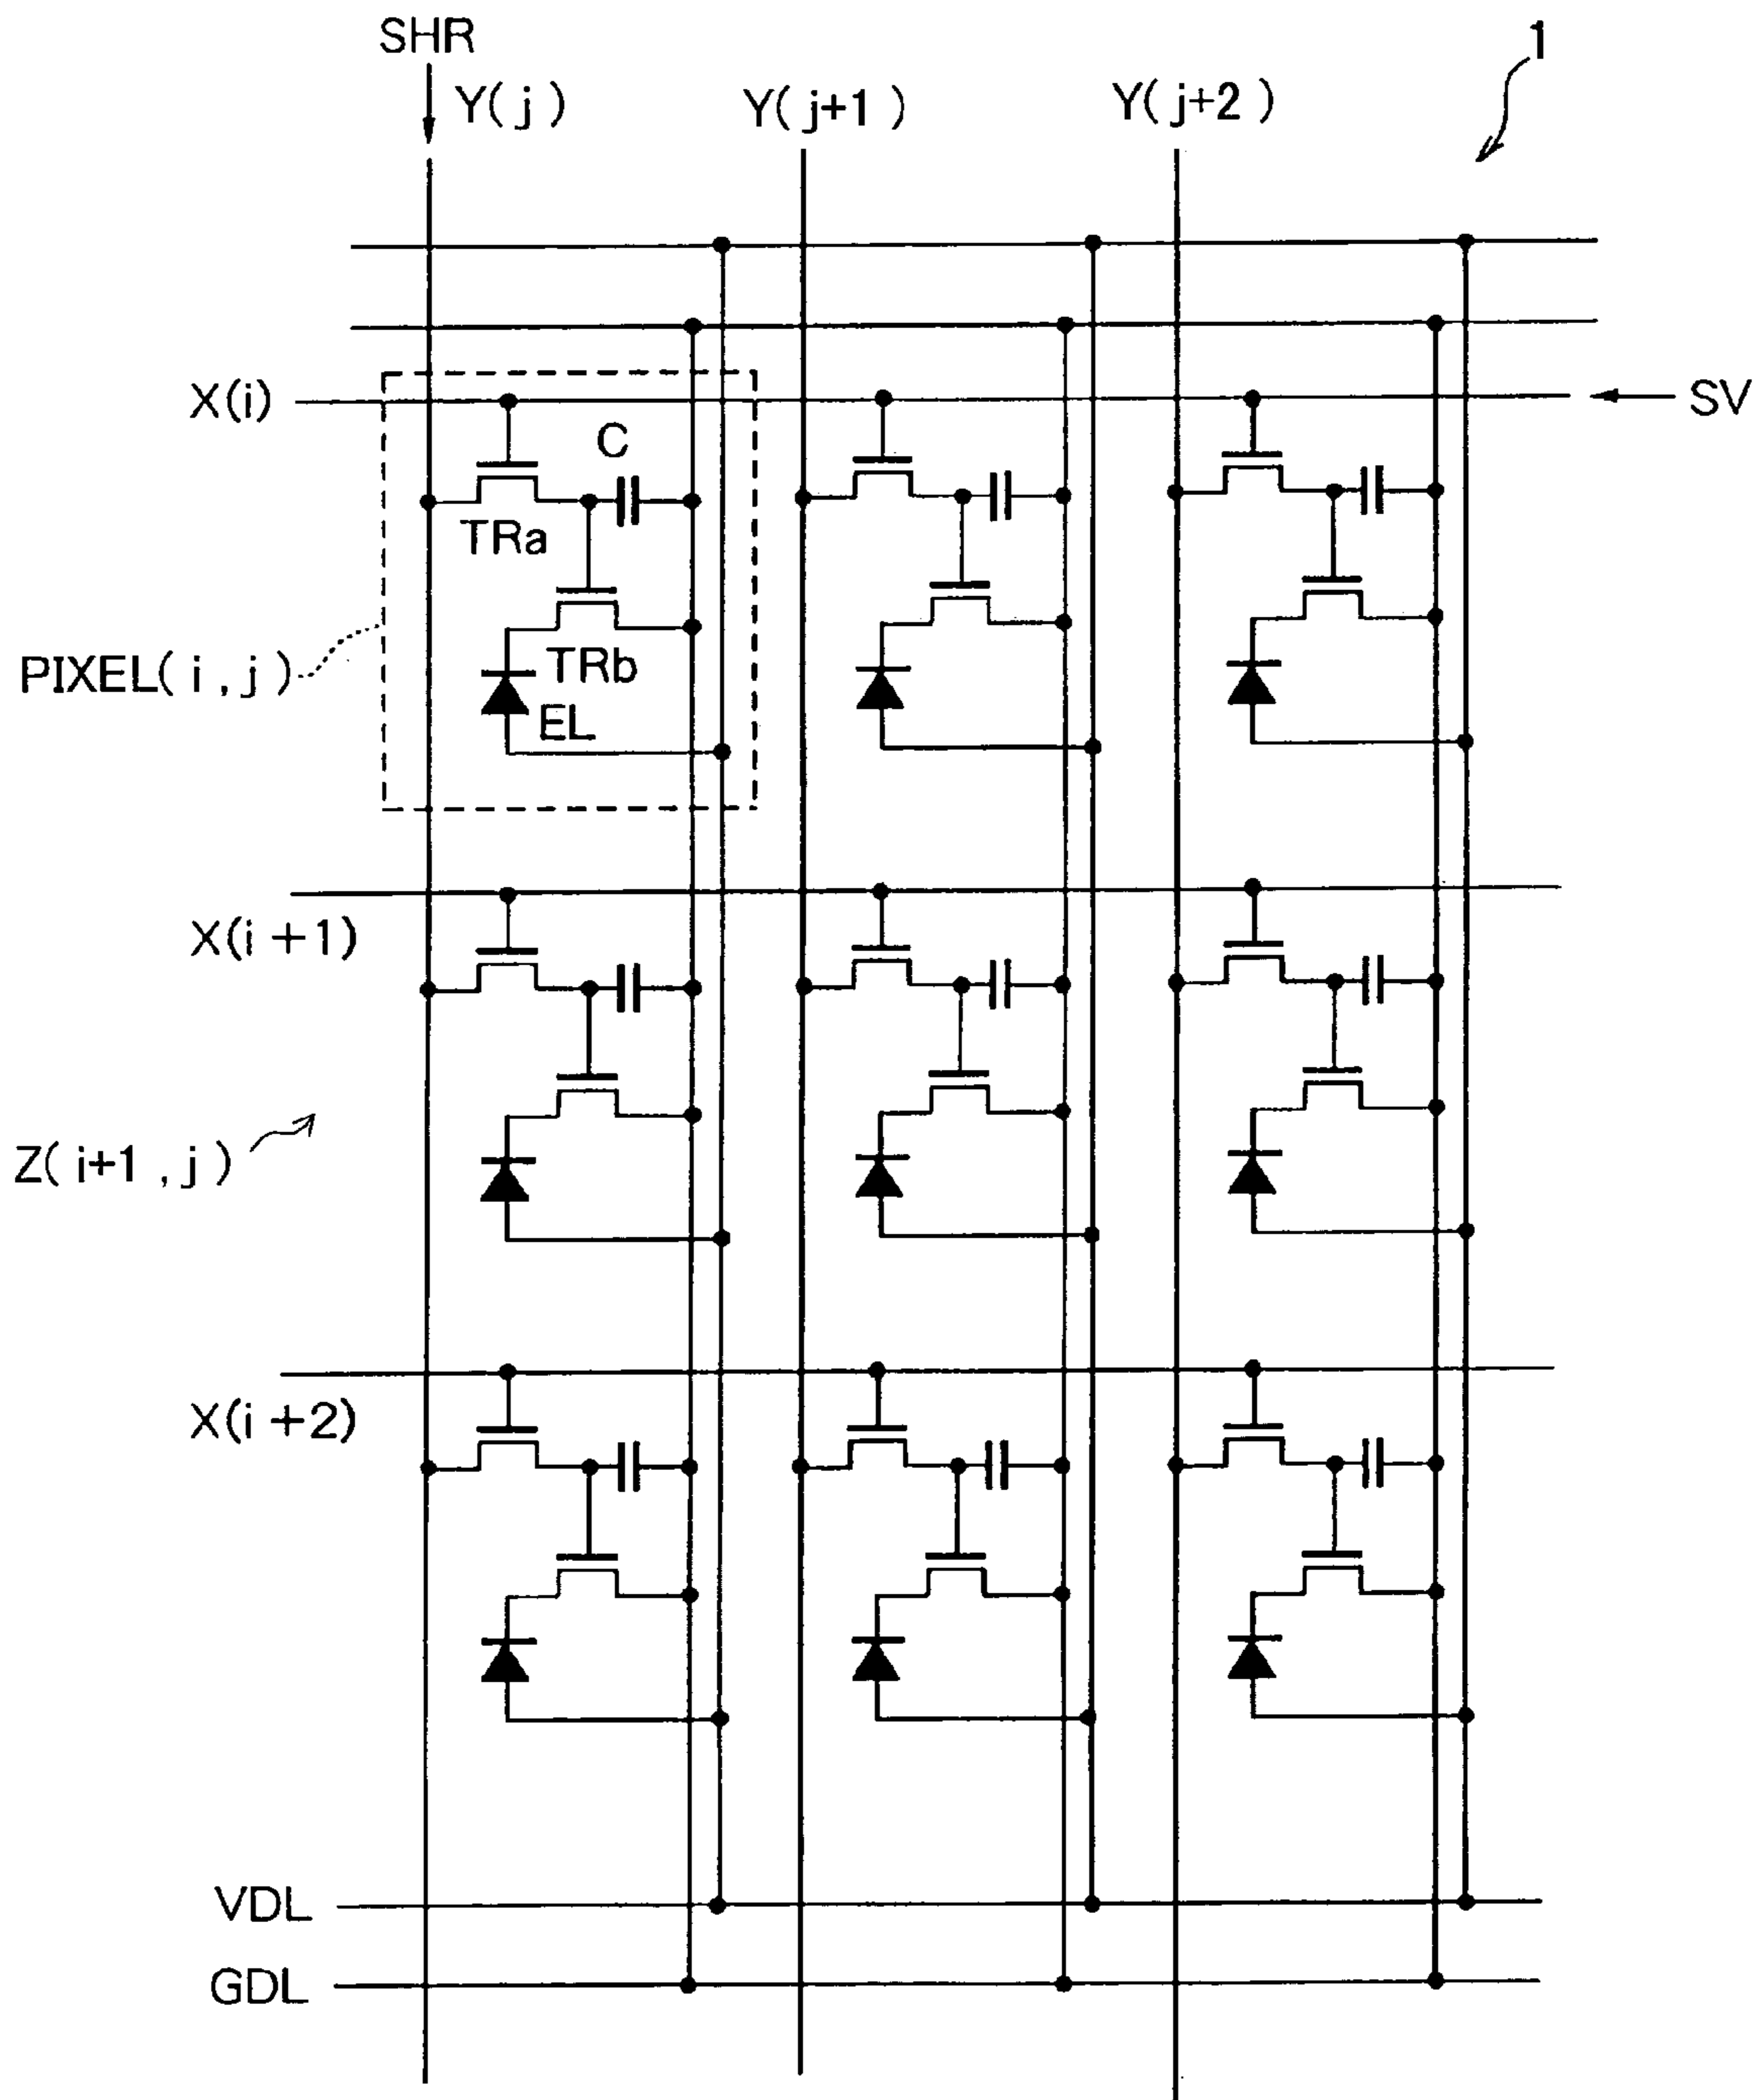 SHR
1
Y(j)
Y(j+1)
Y(j+2)
X(i)
SV
C
TRa
TRb
PIXEL(i,j)
EL
X(i+1)
Z(i+1,j)
X(i+2)
VDL
GDL